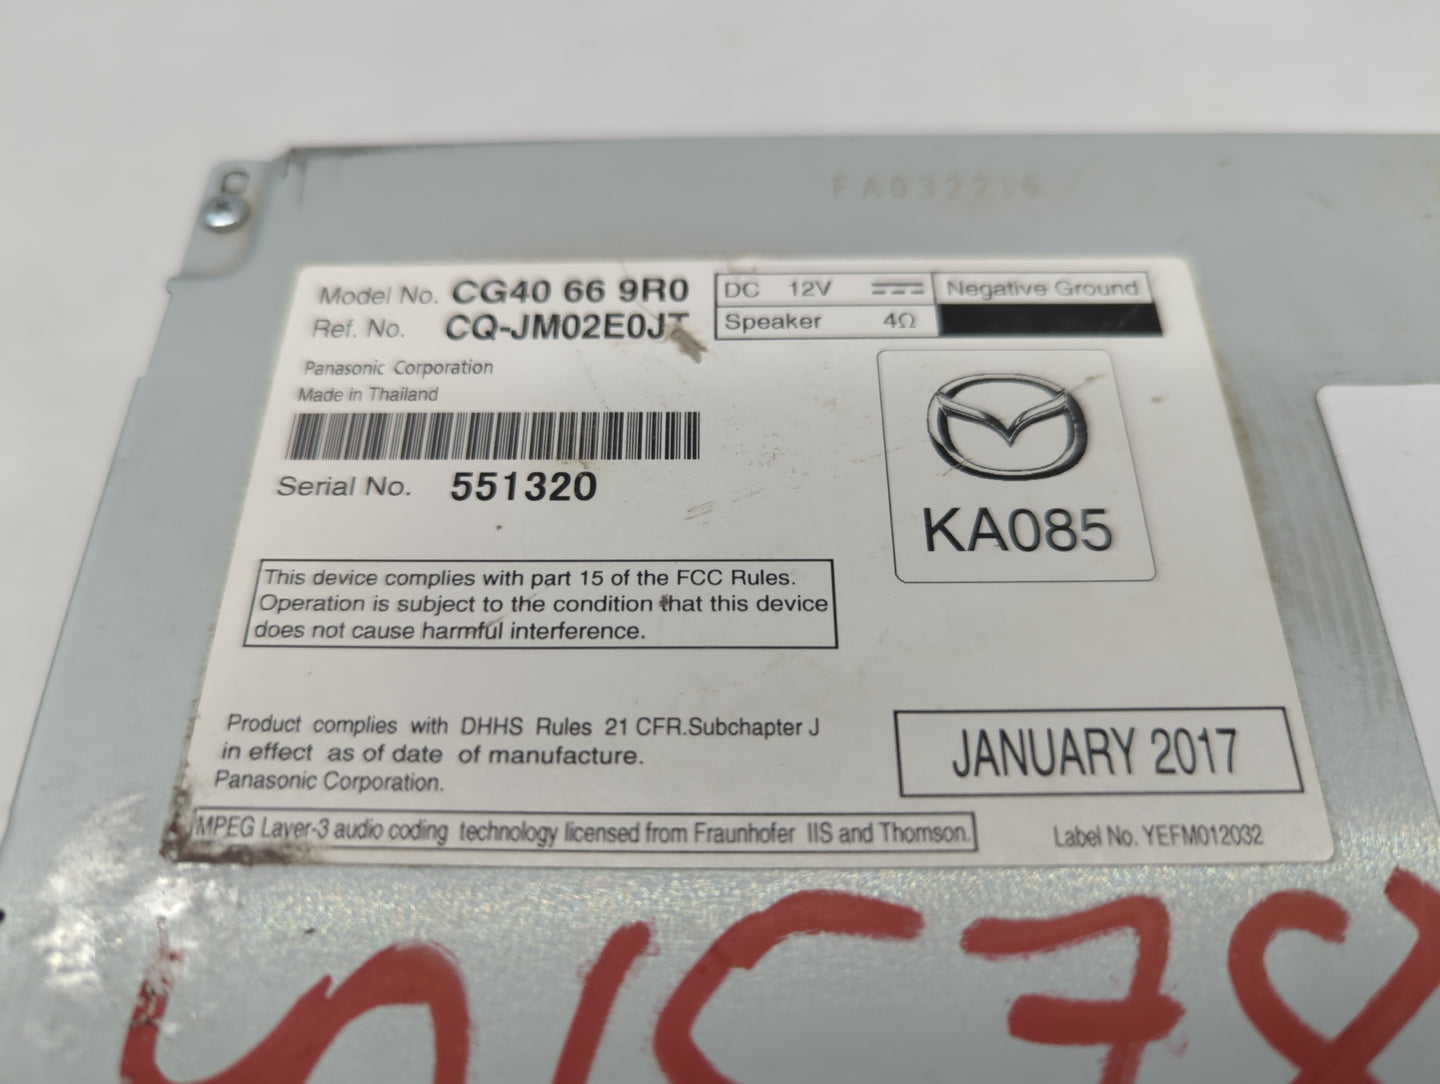 FA032216
Model No. CG40 66 9R0
Ref. No. CQ-JM02E0JT
DC 12V Negative Ground
Speaker 4Ω
Panasonic Corporation
Made in Thailand
Serial No. 551320
KA085
This device complies with part 15 of the FCC Rules.
Operation is subject to the condition that this device
does not cause harmful interference.
Product complies with DHHS Rules 21 CFR.Subchapter J
in effect as of date of manufacture.
Panasonic Corporation.
JANUARY 2017
MPEG Layer-3 audio coding technology licensed from Fraunhofer IIS and Thomson.
Label No. YEFM012032